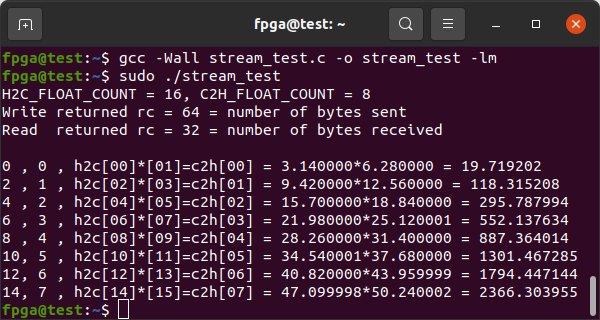 fpga@test: ~
fpga@test:~$ gcc -Wall stream_test.c -o stream_test -lm
fpga@test:~$ sudo ./stream_test
H2C_FLOAT_COUNT = 16, C2H_FLOAT_COUNT = 8
Write returned rc = 64 = number of bytes sent
Read  returned rc = 32 = number of bytes received
0 , 0 , h2c[00]*[01]=c2h[00] = 3.140000*6.280000 = 19.719202
2 , 1 , h2c[02]*[03]=c2h[01] = 9.420000*12.560000 = 118.315208
4 , 2 , h2c[04]*[05]=c2h[02] = 15.700000*18.840000 = 295.787994
6 , 3 , h2c[06]*[07]=c2h[03] = 21.980000*25.120001 = 552.137634
8 , 4 , h2c[08]*[09]=c2h[04] = 28.260000*31.400000 = 887.364014
10, 5 , h2c[10]*[11]=c2h[05] = 34.540001*37.680000 = 1301.467285
12, 6 , h2c[12]*[13]=c2h[06] = 40.820000*43.959999 = 1794.447144
14, 7 , h2c[14]*[15]=c2h[07] = 47.099998*50.240002 = 2366.303955
fpga@test:~$